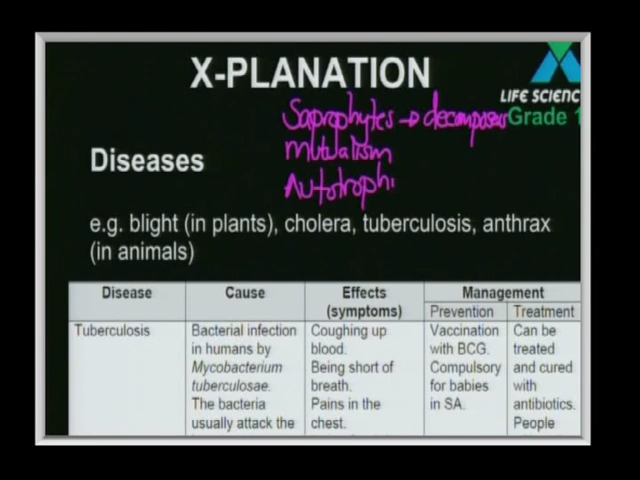 X-PLANATION
LIFE SCIENC
Grade 1
Saprophytes → decomposers
Mutualism
Autotrophi
Diseases
e.g. blight (in plants), cholera, tuberculosis, anthrax
(in animals)
Disease Cause Effects (symptoms) Management
Prevention Treatment
Tuberculosis
Bacterial infection
in humans by
Mycobacterium
tuberculosae.
The bacteria
usually attack the
Coughing up
blood.
Being short of
breath.
Pains in the
chest.
Vaccination
with BCG.
Compulsory
for babies
in SA.
Can be
treated
and cured
with
antibiotics.
People